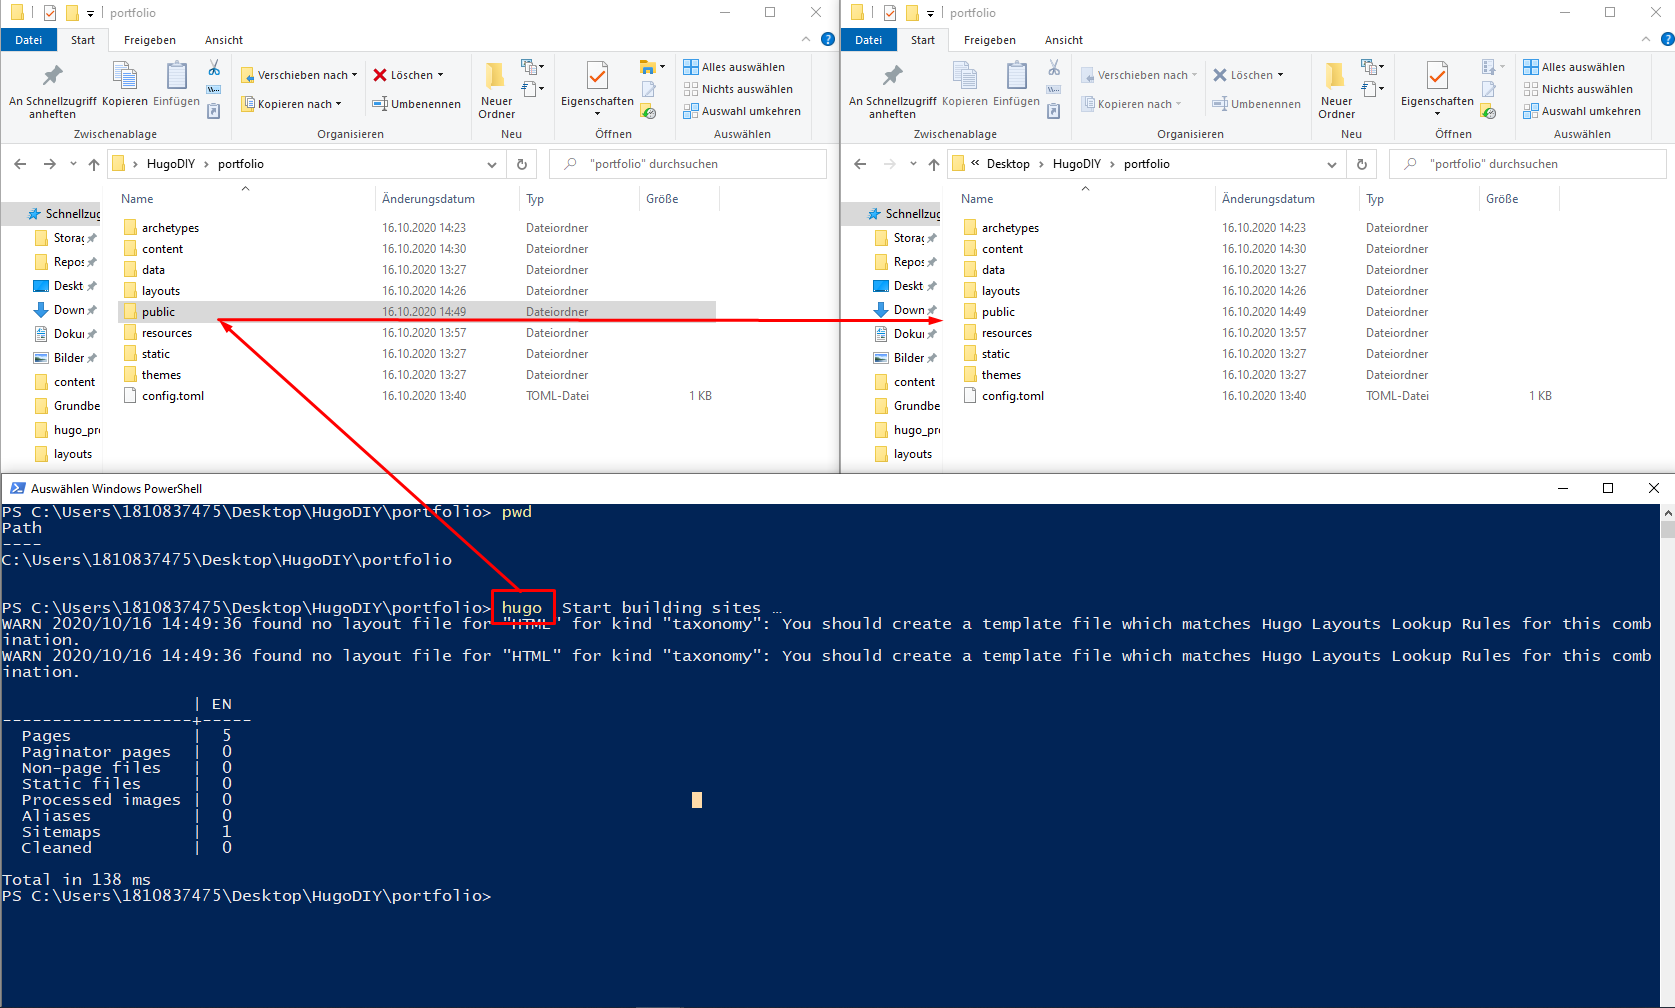 portfolio
Datei Start Freigeben Ansicht
An Schnellzugriff anheften Kopieren Einfügen
Zwischenablage
Verschieben nach Löschen
Kopieren nach Umbenennen
Organisieren
Neuer Ordner
Neu
Eigenschaften
Öffnen
Alles auswählen
Nichts auswählen
Auswahl umkehren
Auswählen
HugoDIY › portfolio
"portfolio" durchsuchen
Name Änderungsdatum Typ Größe
Schnellzug
Storag
Repos
Deskt
Down
Dokur
Bilder
content
Grundbe
hugo_pr
layouts
archetypes 16.10.2020 14:23 Dateiordner
content 16.10.2020 14:30 Dateiordner
data 16.10.2020 13:27 Dateiordner
layouts 16.10.2020 14:26 Dateiordner
public 16.10.2020 14:49 Dateiordner
resources 16.10.2020 13:57 Dateiordner
static 16.10.2020 13:27 Dateiordner
themes 16.10.2020 13:27 Dateiordner
config.toml 16.10.2020 13:40 TOML-Datei 1 KB
portfolio
Datei Start Freigeben Ansicht
An Schnellzugriff anheften Kopieren Einfügen
Zwischenablage
Verschieben nach Löschen
Kopieren nach Umbenennen
Organisieren
Neuer Ordner
Neu
Eigenschaften
Öffnen
Alles auswählen
Nichts auswählen
Auswahl umkehren
Auswählen
« Desktop › HugoDIY › portfolio
"portfolio" durchsuchen
Name Änderungsdatum Typ Größe
Schnellzug
Storag
Repos
Deskt
Down
Dokur
Bilder
content
Grundbe
hugo_pr
layouts
archetypes 16.10.2020 14:23 Dateiordner
content 16.10.2020 14:30 Dateiordner
data 16.10.2020 13:27 Dateiordner
layouts 16.10.2020 14:26 Dateiordner
public 16.10.2020 14:49 Dateiordner
resources 16.10.2020 13:57 Dateiordner
static 16.10.2020 13:27 Dateiordner
themes 16.10.2020 13:27 Dateiordner
config.toml 16.10.2020 13:40 TOML-Datei 1 KB
Auswählen Windows PowerShell
PS C:\Users\1810837475\Desktop\HugoDIY\portfolio> pwd
Path
----
C:\Users\1810837475\Desktop\HugoDIY\portfolio
PS C:\Users\1810837475\Desktop\HugoDIY\portfolio> hugo Start building sites …
WARN 2020/10/16 14:49:36 found no layout file for "HTML" for kind "taxonomy": You should create a template file which matches Hugo Layouts Lookup Rules for this comb
ination.
WARN 2020/10/16 14:49:36 found no layout file for "HTML" for kind "taxonomy": You should create a template file which matches Hugo Layouts Lookup Rules for this comb
ination.
| EN
-------------------+-----
Pages | 5
Paginator pages | 0
Non-page files | 0
Static files | 0
Processed images | 0
Aliases | 0
Sitemaps | 1
Cleaned | 0
Total in 138 ms
PS C:\Users\1810837475\Desktop\HugoDIY\portfolio>